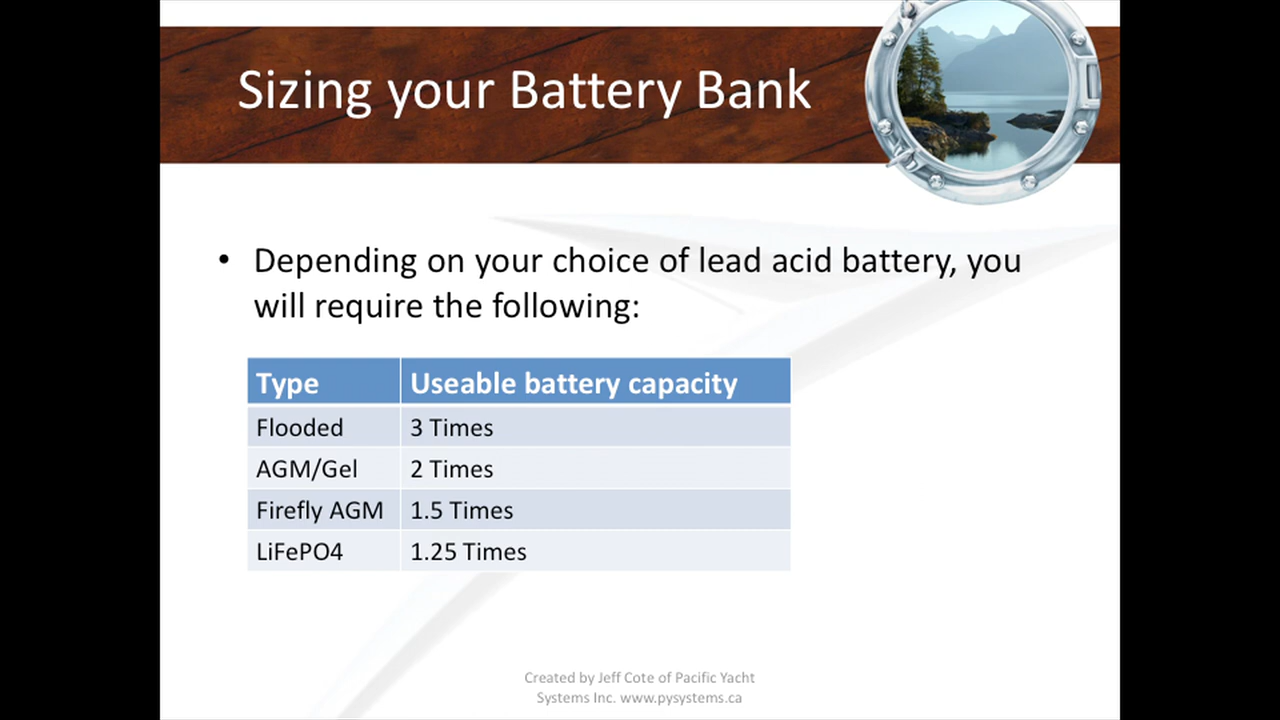 Sizing your Battery Bank
• Depending on your choice of lead acid battery, you
will require the following:
Type Useable battery capacity
Flooded 3 Times
AGM/Gel 2 Times
Firefly AGM 1.5 Times
LiFePO4 1.25 Times
Created by Jeff Cote of Pacific Yacht
Systems Inc. www.pysystems.ca